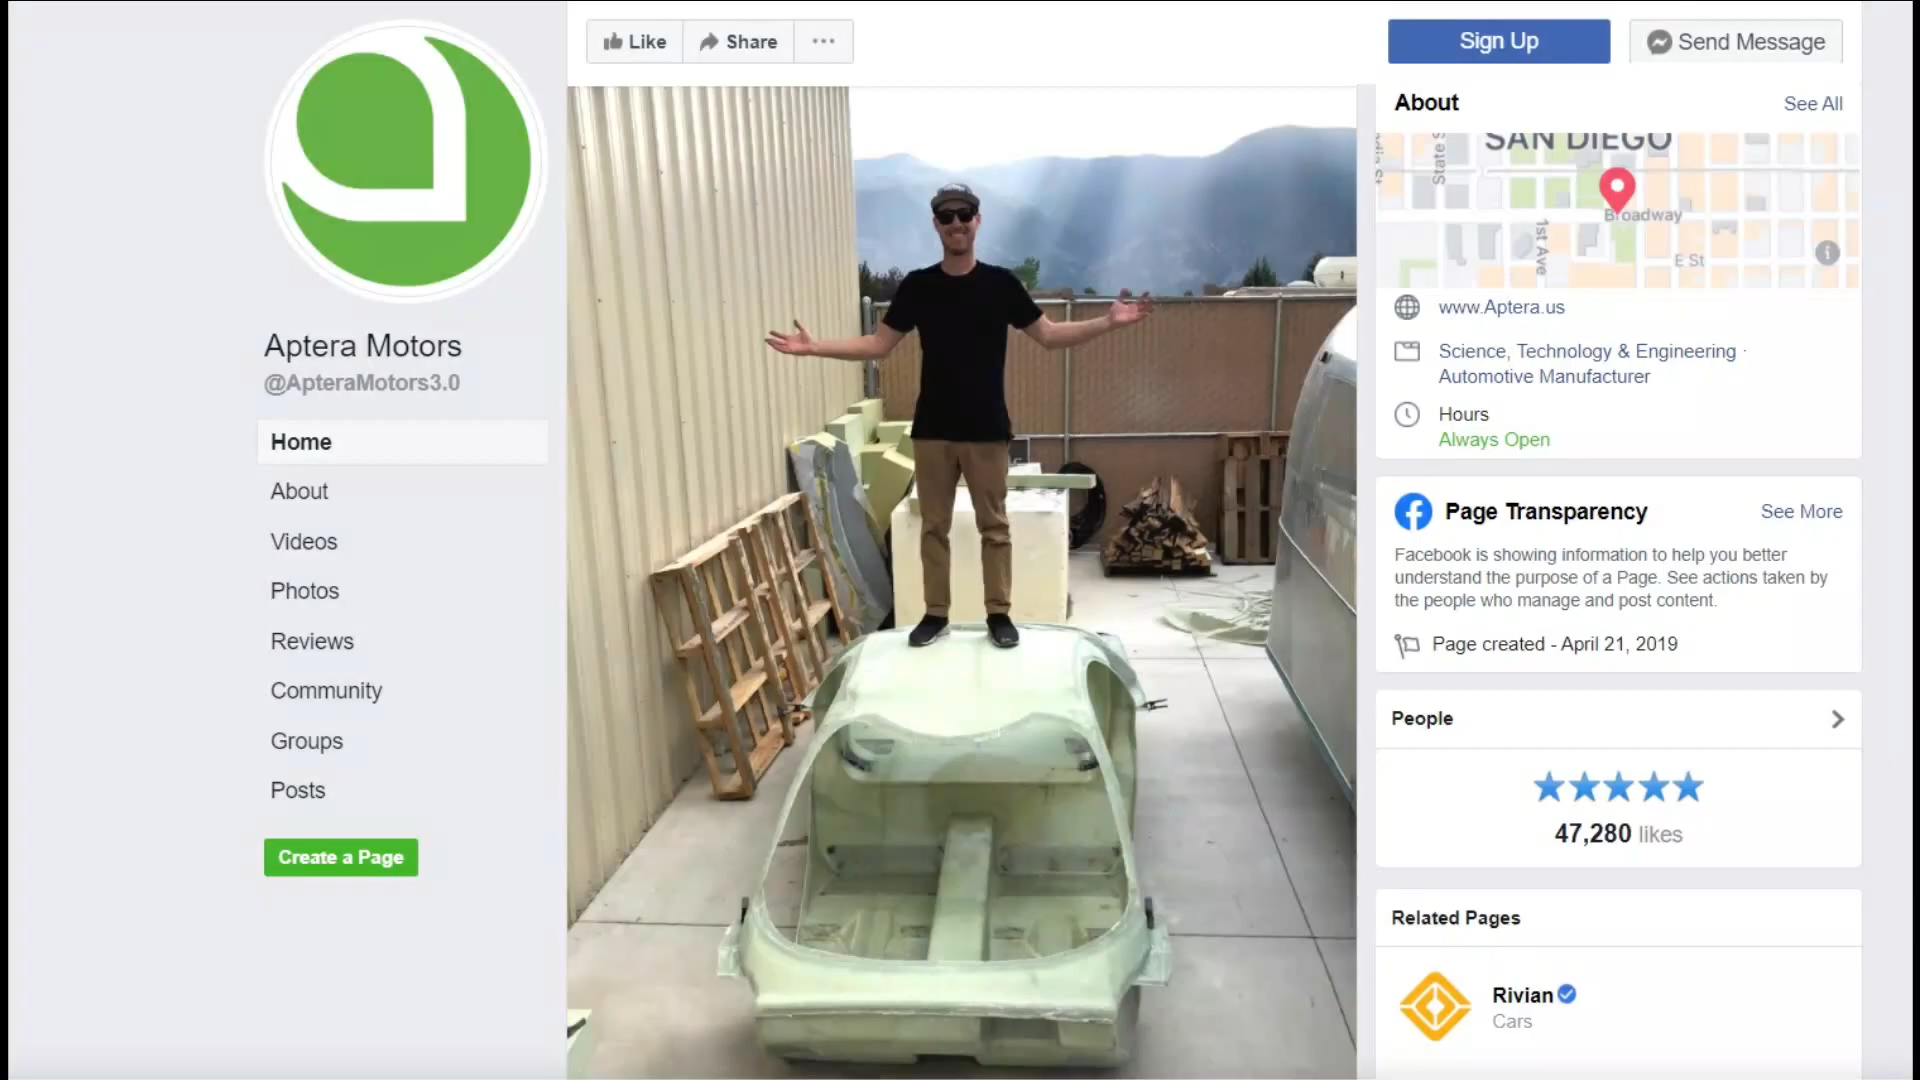 Like
Share
Sign Up
Send Message
Aptera Motors
@ApteraMotors3.0
Home
About
Videos
Photos
Reviews
Community
Groups
Posts
Create a Page
About
See All
SAN DIEGO
State S
Broadway
1st Ave
E St
www.Aptera.us
Science, Technology & Engineering ·
Automotive Manufacturer
Hours
Always Open
Page Transparency
See More
Facebook is showing information to help you better
understand the purpose of a Page. See actions taken by
the people who manage and post content.
Page created - April 21, 2019
People
47,280 likes
Related Pages
Rivian
Cars